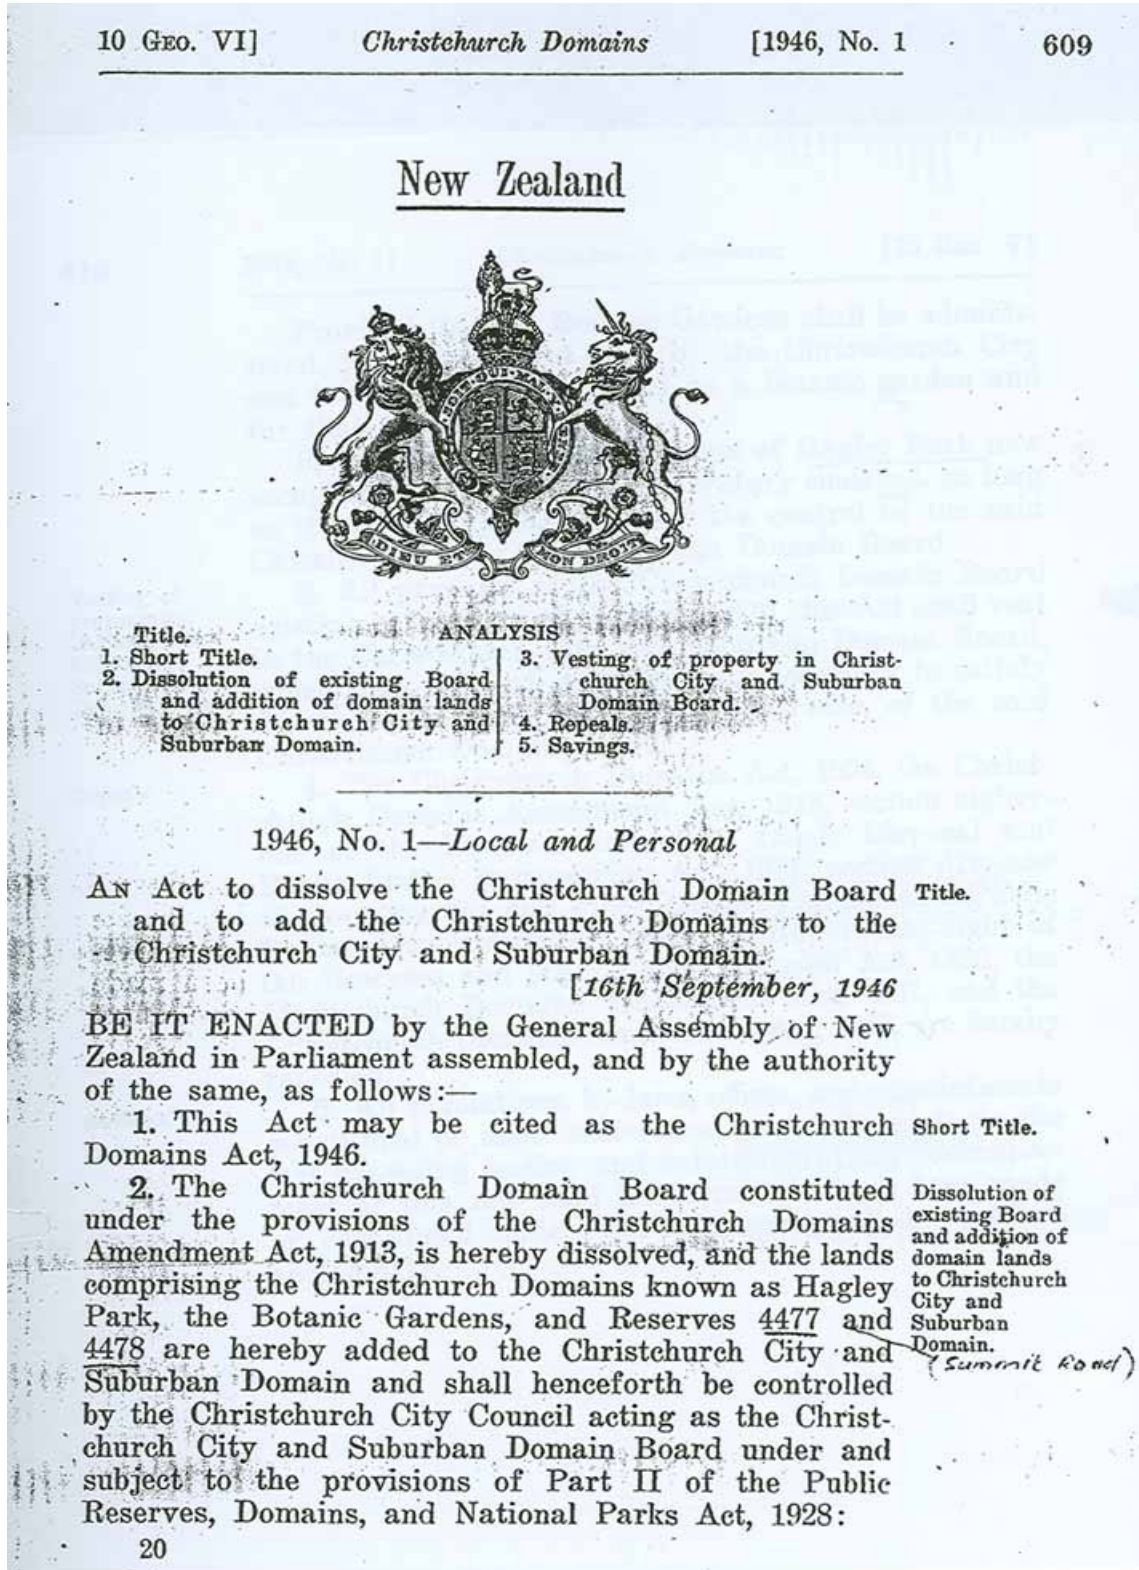 10 GEO. VI] Christchurch Domains [1946, No. 1 609
New Zealand
DIEU ET MON DROIT
ANALYSIS
Title.
1. Short Title.
2. Dissolution of existing Board
and addition of domain lands
to Christchurch City and
Suburban Domain.
3. Vesting of property in Christ-
church City and Suburban
Domain Board.
4. Repeals.
5. Savings.
1946, No. 1—Local and Personal
AN Act to dissolve the Christchurch Domain Board
and to add the Christchurch Domains to the
Christchurch City and Suburban Domain.
Title.
[16th September, 1946
BE IT ENACTED by the General Assembly of New
Zealand in Parliament assembled, and by the authority
of the same, as follows:—
1. This Act may be cited as the Christchurch
Domains Act, 1946.
Short Title.
2. The Christchurch Domain Board constituted
under the provisions of the Christchurch Domains
Amendment Act, 1913, is hereby dissolved, and the lands
comprising the Christchurch Domains known as Hagley
Park, the Botanic Gardens, and Reserves 4477 and
4478 are hereby added to the Christchurch City and
Suburban Domain and shall henceforth be controlled
by the Christchurch City Council acting as the Christ-
church City and Suburban Domain Board under and
subject to the provisions of Part II of the Public
Reserves, Domains, and National Parks Act, 1928:
Dissolution of
existing Board
and addition of
domain lands
to Christchurch
City and
Suburban
Domain.
(Summit Road)
20